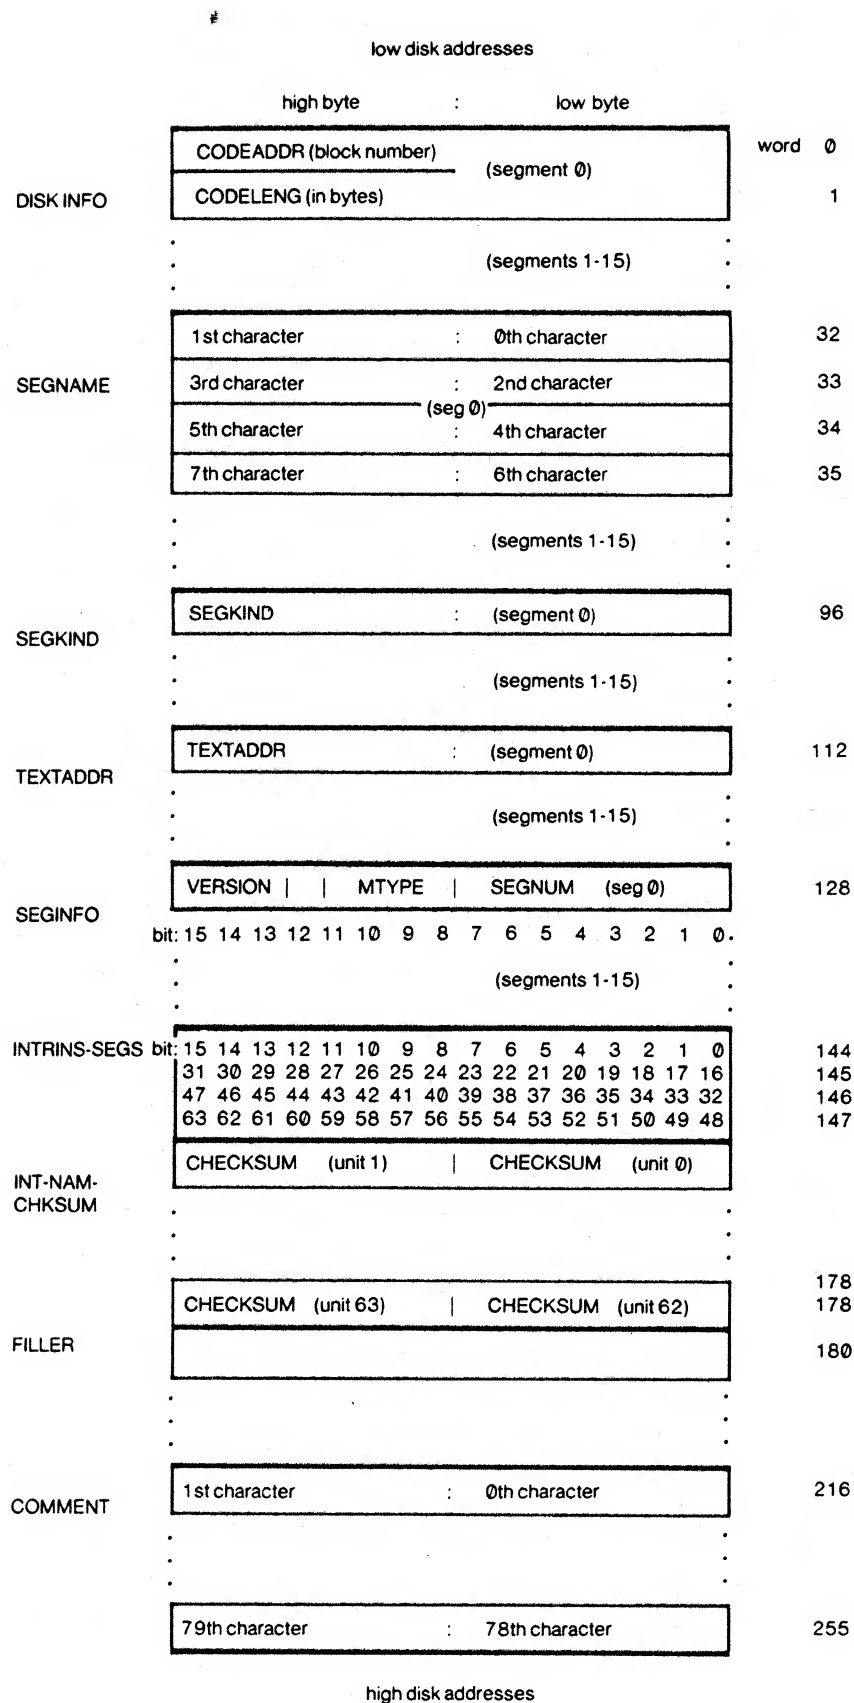 low disk addresses
high byte : low byte
CODEADDR (block number) word 0
(segment 0)
DISK INFO CODELENG (in bytes) 1
(segments 1-15)
1st character : 0th character 32
SEGNAME 3rd character : 2nd character 33
(seg 0)
5th character : 4th character 34
7th character : 6th character 35
(segments 1-15)
SEGKIND : (segment 0) 96
SEGKIND
(segments 1-15)
TEXTADDR : (segment 0) 112
TEXTADDR
(segments 1-15)
VERSION | | MTYPE | SEGNUM (seg 0) 128
SEGINFO
bit: 15 14 13 12 11 10 9 8 7 6 5 4 3 2 1 0
(segments 1-15)
INTRINS-SEGS bit: 15 14 13 12 11 10 9 8 7 6 5 4 3 2 1 0 144
31 30 29 28 27 26 25 24 23 22 21 20 19 18 17 16 145
47 46 45 44 43 42 41 40 39 38 37 36 35 34 33 32 146
63 62 61 60 59 58 57 56 55 54 53 52 51 50 49 48 147
CHECKSUM (unit 1) | CHECKSUM (unit 0)
INT-NAM-
CHKSUM
178
CHECKSUM (unit 63) | CHECKSUM (unit 62) 178
FILLER 180
1st character : 0th character 216
COMMENT
79th character : 78th character 255
high disk addresses